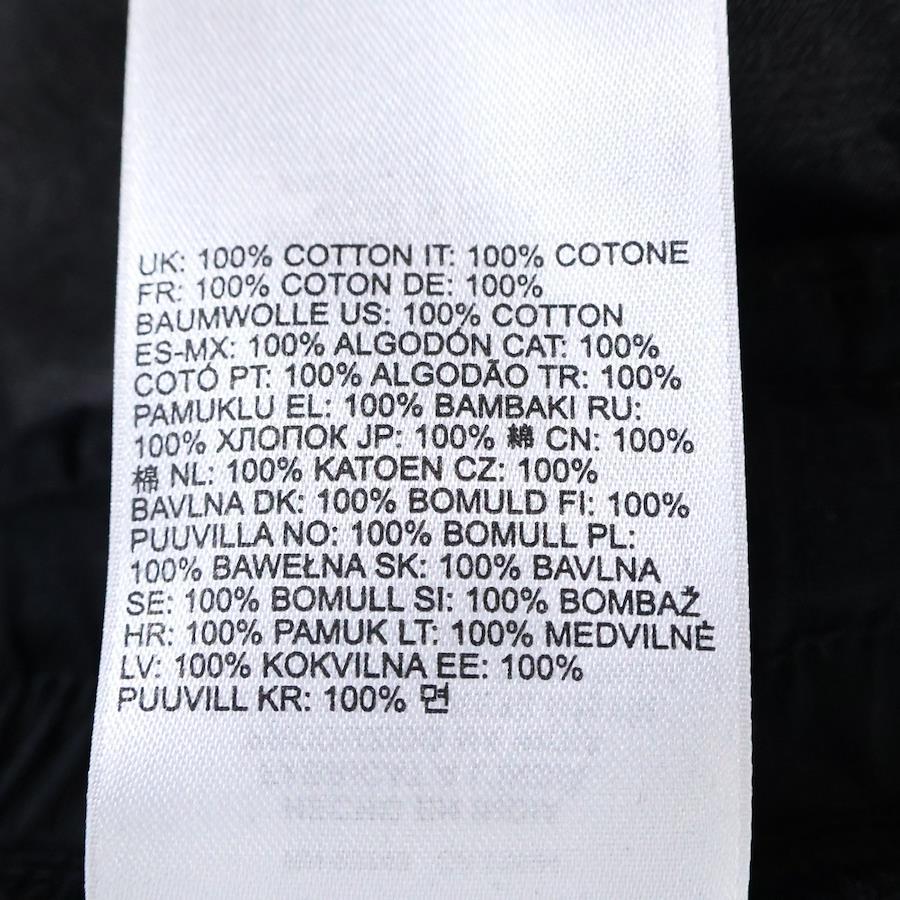 UK: 100% COTTON IT: 100% COTONE
FR: 100% COTON DE: 100%
BAUMWOLLE US: 100% COTTON
ES-MX: 100% ALGODÓN CAT: 100%
COTÓ PT: 100% ALGODÃO TR: 100%
PAMUKLU EL: 100% BAMBAKI RU:
100% ХЛОПОК JP: 100% 綿 CN: 100%
棉 NL: 100% KATOEN CZ: 100%
BAVLNA DK: 100% BOMULD FI: 100%
PUUVILLA NO: 100% BOMULL PL:
100% BAWEŁNA SK: 100% BAVLNA
SE: 100% BOMULL SI: 100% BOMBAŽ
HR: 100% PAMUK LT: 100% MEDVILNĖ
LV: 100% KOKVILNA EE: 100%
PUUVILL KR: 100% 면